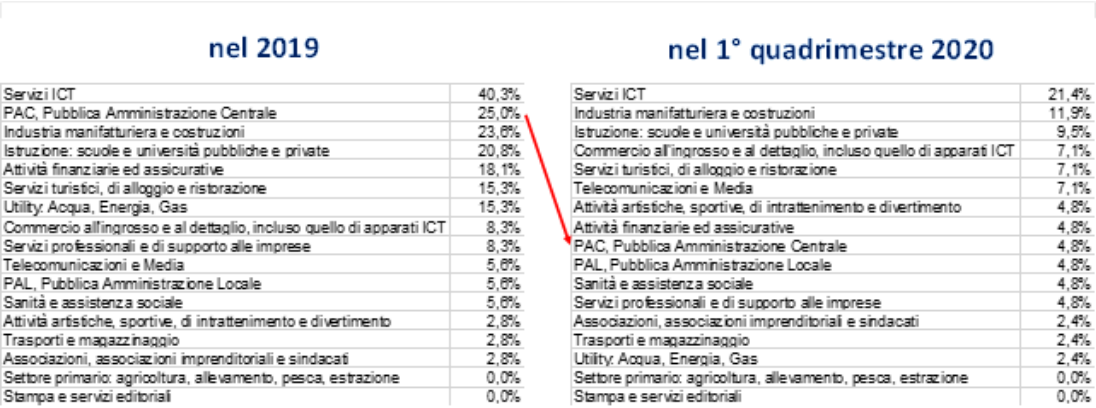 nel 2019
Servizi ICT 40,3%
PAC, Pubblica Amministrazione Centrale 25,0%
Industria manifatturiera e costruzioni 23,6%
Istruzione: scuole e università pubbliche e private 20,8%
Attività finanziarie ed assicurative 18,1%
Servizi turistici, di alloggio e ristorazione 15,3%
Utility: Acqua, Energia, Gas 15,3%
Commercio all'ingrosso e al dettaglio, incluso quello di apparati ICT 8,3%
Servizi professionali e di supporto alle imprese 8,3%
Telecomunicazioni e Media 5,6%
PAL, Pubblica Amministrazione Locale 5,6%
Sanità e assistenza sociale 5,6%
Attività artistiche, sportive, di intrattenimento e divertimento 2,8%
Trasporti e magazzinaggio 2,8%
Associazioni, associazioni imprenditoriali e sindacati 2,8%
Settore primario: agricoltura, allevamento, pesca, estrazione 0,0%
Stampa e servizi editoriali 0,0%
nel 1° quadrimestre 2020
Servizi ICT 21,4%
Industria manifatturiera e costruzioni 11,9%
Istruzione: scuole e università pubbliche e private 9,5%
Commercio all'ingrosso e al dettaglio, incluso quello di apparati ICT 7,1%
Servizi turistici, di alloggio e ristorazione 7,1%
Telecomunicazioni e Media 7,1%
Attività artistiche, sportive, di intrattenimento e divertimento 4,8%
Attività finanziarie ed assicurative 4,8%
PAC, Pubblica Amministrazione Centrale 4,8%
PAL, Pubblica Amministrazione Locale 4,8%
Sanità e assistenza sociale 4,8%
Servizi professionali e di supporto alle imprese 4,8%
Associazioni, associazioni imprenditoriali e sindacati 2,4%
Trasporti e magazzinaggio 2,4%
Utility: Acqua, Energia, Gas 2,4%
Settore primario: agricoltura, allevamento, pesca, estrazione 0,0%
Stampa e servizi editoriali 0,0%